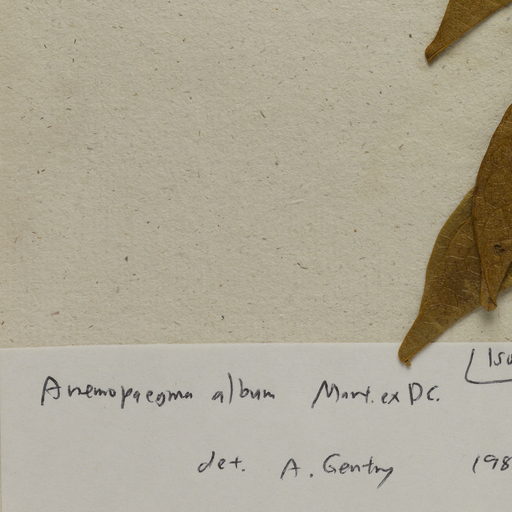 Anemopaegma album Mart. ex DC.
det. A. Gentry